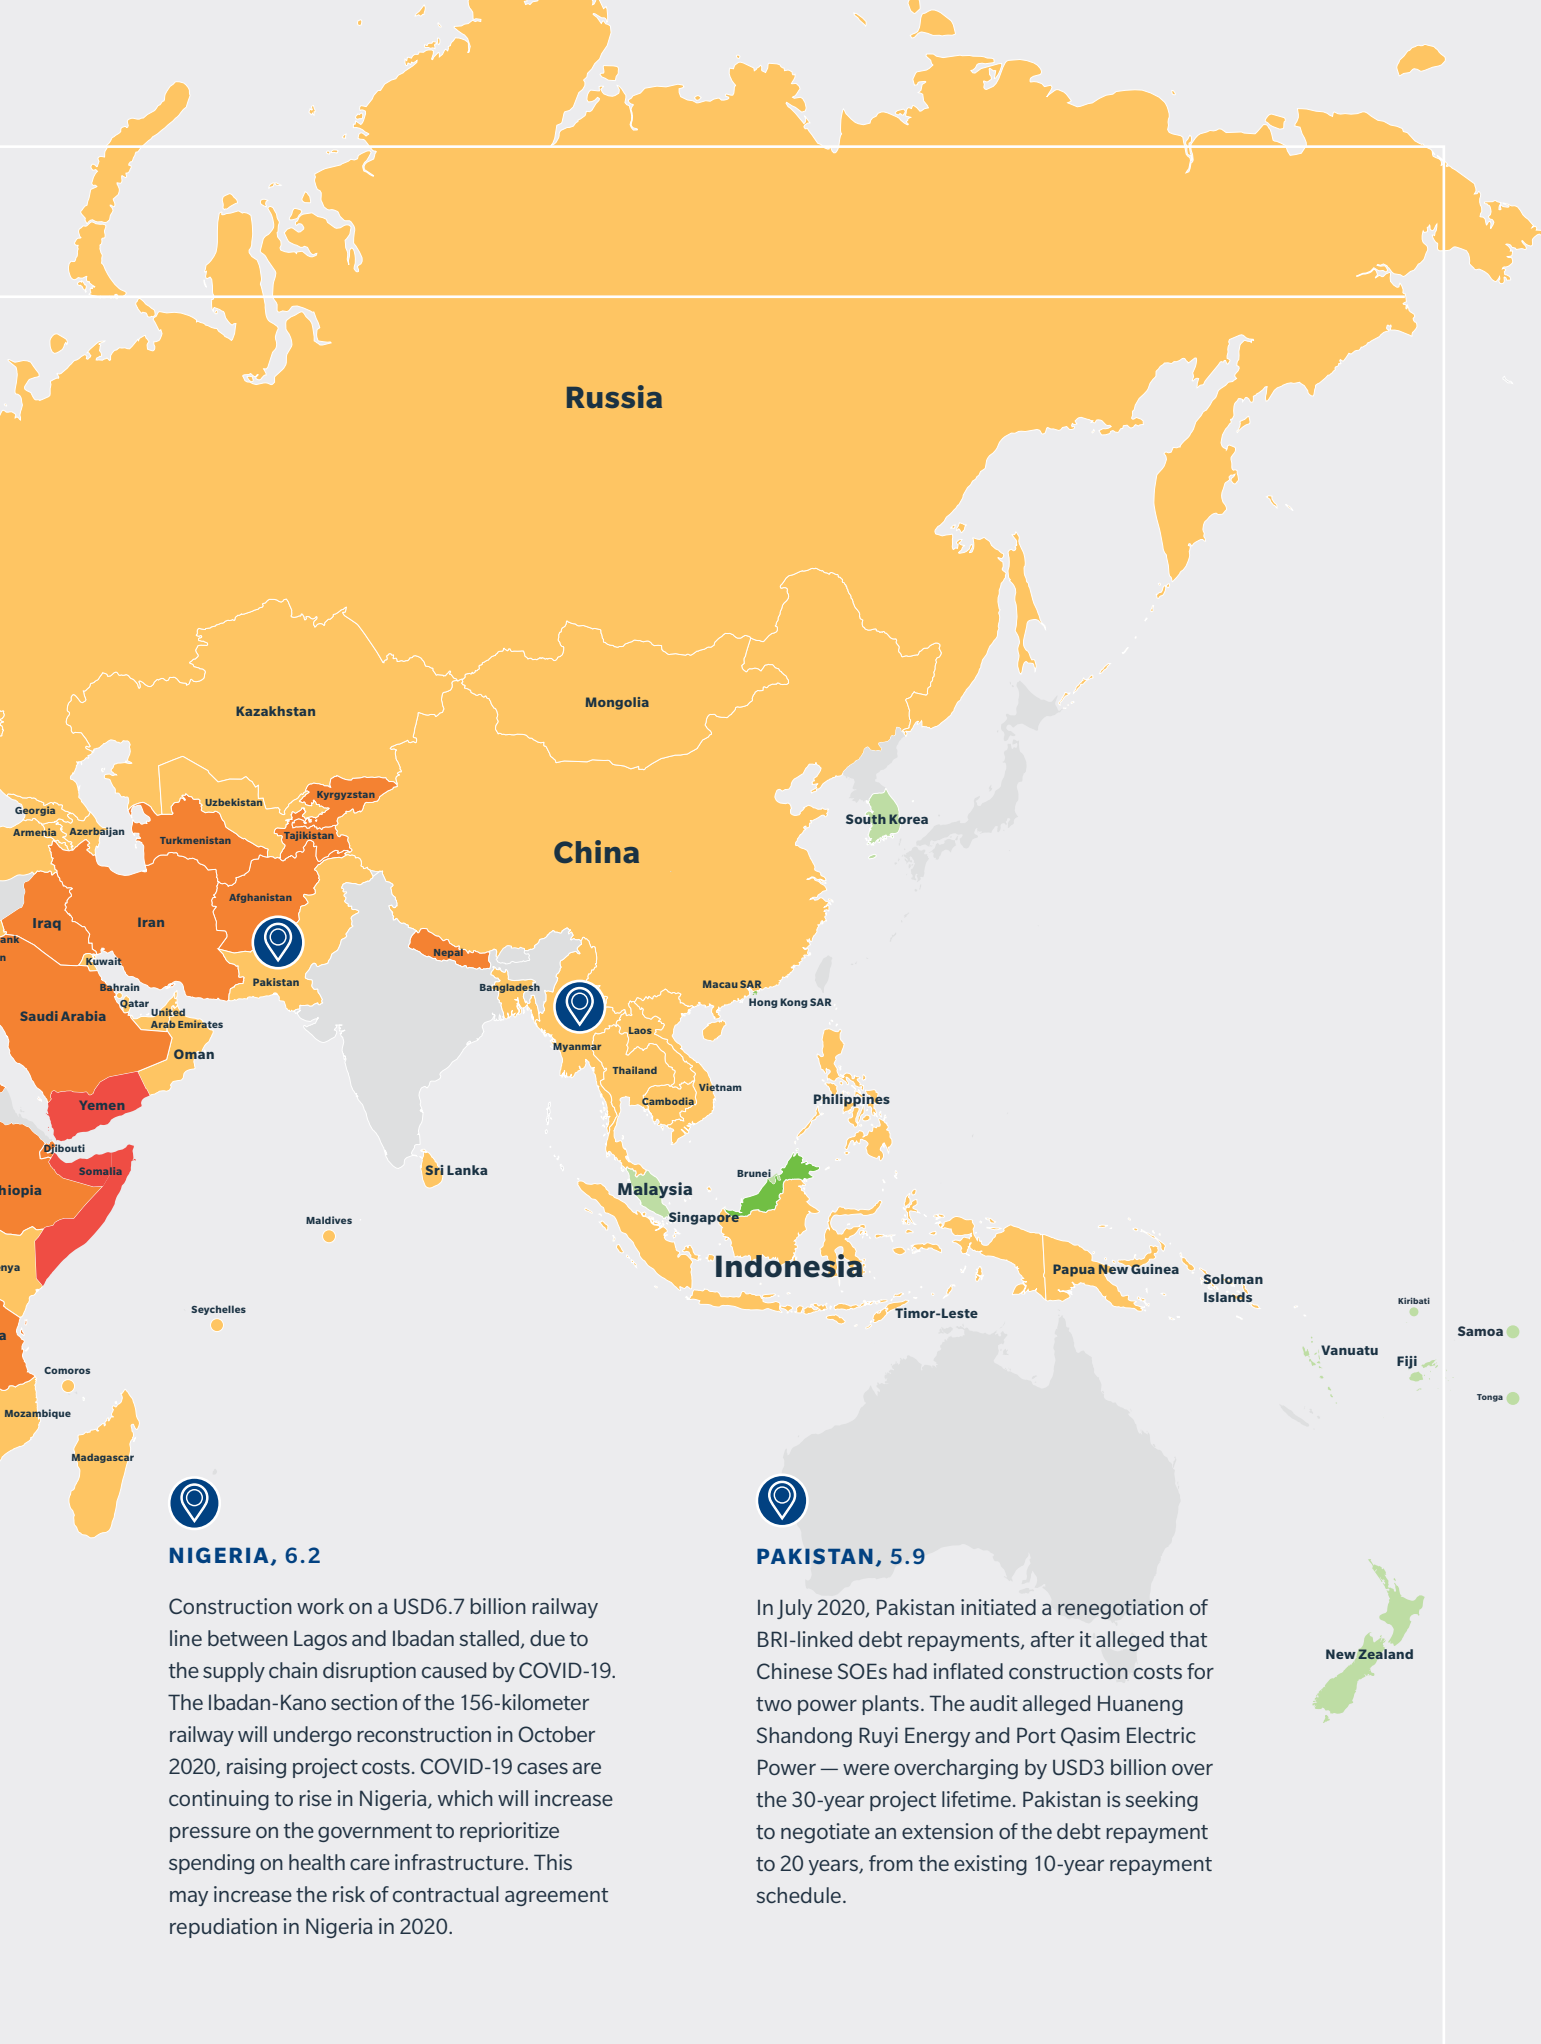 Russia
Kazakhstan
Mongolia
Kyrgyzstan
Uzbekistan
Georgia
Armenia
Azerbaijan
Turkmenistan
Tajikistan
South Korea
China
Afghanistan
Iraq
Iran
ank
n
Kuwait
Nepal
Pakistan
Bahrain
Qatar
Bangladesh
Macau SAR
Hong Kong SAR
Saudi Arabia
United
Arab Emirates
Oman
Laos
Myanmar
Thailand
Vietnam
Cambodia
Yemen
Philippines
Djibouti
Somalia
Sri Lanka
Brunei
hiopia
Malaysia
Singapore
Maldives
Indonesia
enya
Papua New Guinea
Soloman
Islands
Seychelles
Timor-Leste
Kiribati
a
Samoa
Vanuatu
Fiji
Comoros
Tonga
Mozambique
Madagascar
New Zealand
NIGERIA, 6.2
Construction work on a USD6.7 billion railway
line between Lagos and Ibadan stalled, due to
the supply chain disruption caused by COVID-19.
The Ibadan-Kano section of the 156-kilometer
railway will undergo reconstruction in October
2020, raising project costs. COVID-19 cases are
continuing to rise in Nigeria, which will increase
pressure on the government to reprioritize
spending on health care infrastructure. This
may increase the risk of contractual agreement
repudiation in Nigeria in 2020.
PAKISTAN, 5.9
In July 2020, Pakistan initiated a renegotiation of
BRI-linked debt repayments, after it alleged that
Chinese SOEs had inflated construction costs for
two power plants. The audit alleged Huaneng
Shandong Ruyi Energy and Port Qasim Electric
Power — were overcharging by USD3 billion over
the 30-year project lifetime. Pakistan is seeking
to negotiate an extension of the debt repayment
to 20 years, from the existing 10-year repayment
schedule.